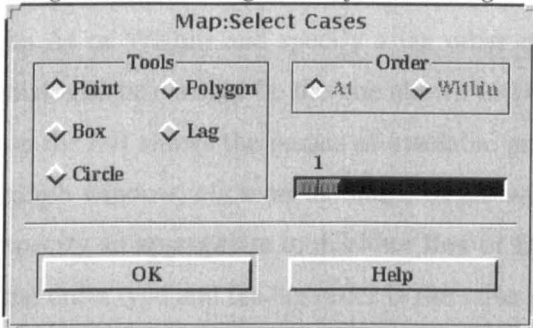 Map:Select Cases
Tools
Point
Polygon
Box
Lag
Circle
Order
At
Within
1
OK
Help